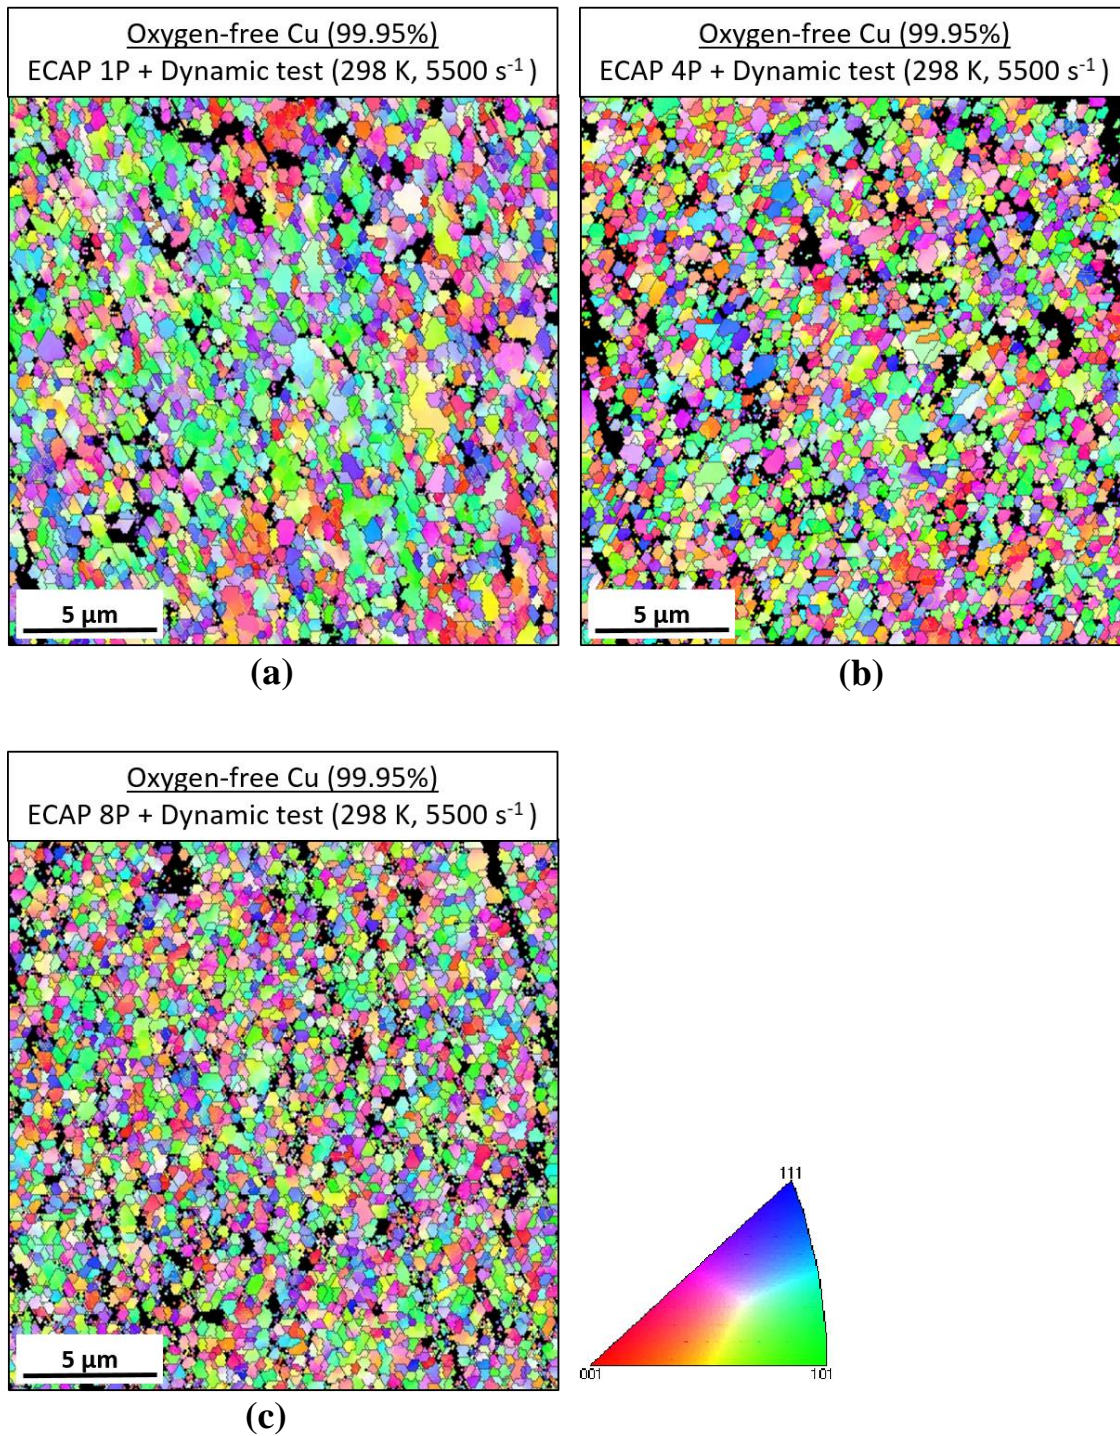 Oxygen-free Cu (99.95%)
ECAP 1P + Dynamic test (298 K, 5500 s⁻¹ )
5 μm
(a)
Oxygen-free Cu (99.95%)
ECAP 4P + Dynamic test (298 K, 5500 s⁻¹ )
5 μm
(b)
Oxygen-free Cu (99.95%)
ECAP 8P + Dynamic test (298 K, 5500 s⁻¹ )
5 μm
(c)
111
001
101